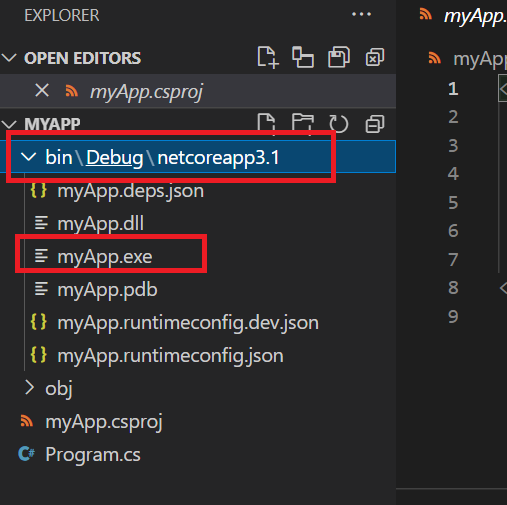 EXPLORER ...
myApp.
OPEN EDITORS
myApp.csproj
myApp
MYAPP
bin\Debug\netcoreapp3.1
{} myApp.deps.json
myApp.dll
myApp.exe
myApp.pdb
{} myApp.runtimeconfig.dev.json
{} myApp.runtimeconfig.json
obj
myApp.csproj
C# Program.cs
1 <
2
3
4
5
6
7
8 <
9